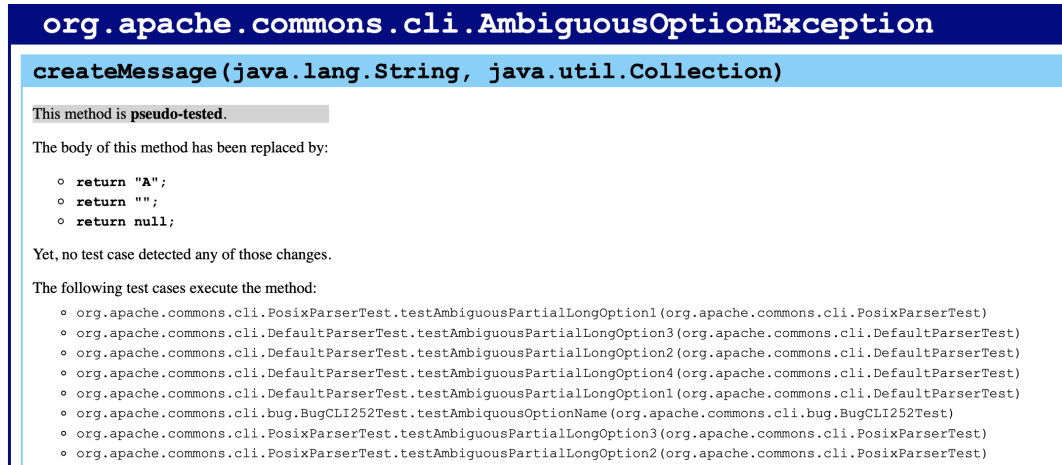 org.apache.commons.cli.AmbiguousOptionException
createMessage(java.lang.String, java.util.Collection)
This method is pseudo-tested.
The body of this method has been replaced by:
return "A";
return "";
return null;
Yet, no test case detected any of those changes.
The following test cases execute the method:
org.apache.commons.cli.PosixParserTest.testAmbiguousPartialLongOption1(org.apache.commons.cli.PosixParserTest)
org.apache.commons.cli.DefaultParserTest.testAmbiguousPartialLongOption3(org.apache.commons.cli.DefaultParserTest)
org.apache.commons.cli.DefaultParserTest.testAmbiguousPartialLongOption2(org.apache.commons.cli.DefaultParserTest)
org.apache.commons.cli.DefaultParserTest.testAmbiguousPartialLongOption4(org.apache.commons.cli.DefaultParserTest)
org.apache.commons.cli.DefaultParserTest.testAmbiguousPartialLongOption1(org.apache.commons.cli.DefaultParserTest)
org.apache.commons.cli.bug.BugCLI252Test.testAmbiquousOptionName(org.apache.commons.cli.bug.BugCLI252Test)
org.apache.commons.cli.PosixParserTest.testAmbiguousPartialLongOption3(org.apache.commons.cli.PosixParserTest)
org.apache.commons.cli.PosixParserTest.testAmbiguousPartialLongOption2(org.apache.commons.cli.PosixParserTest)